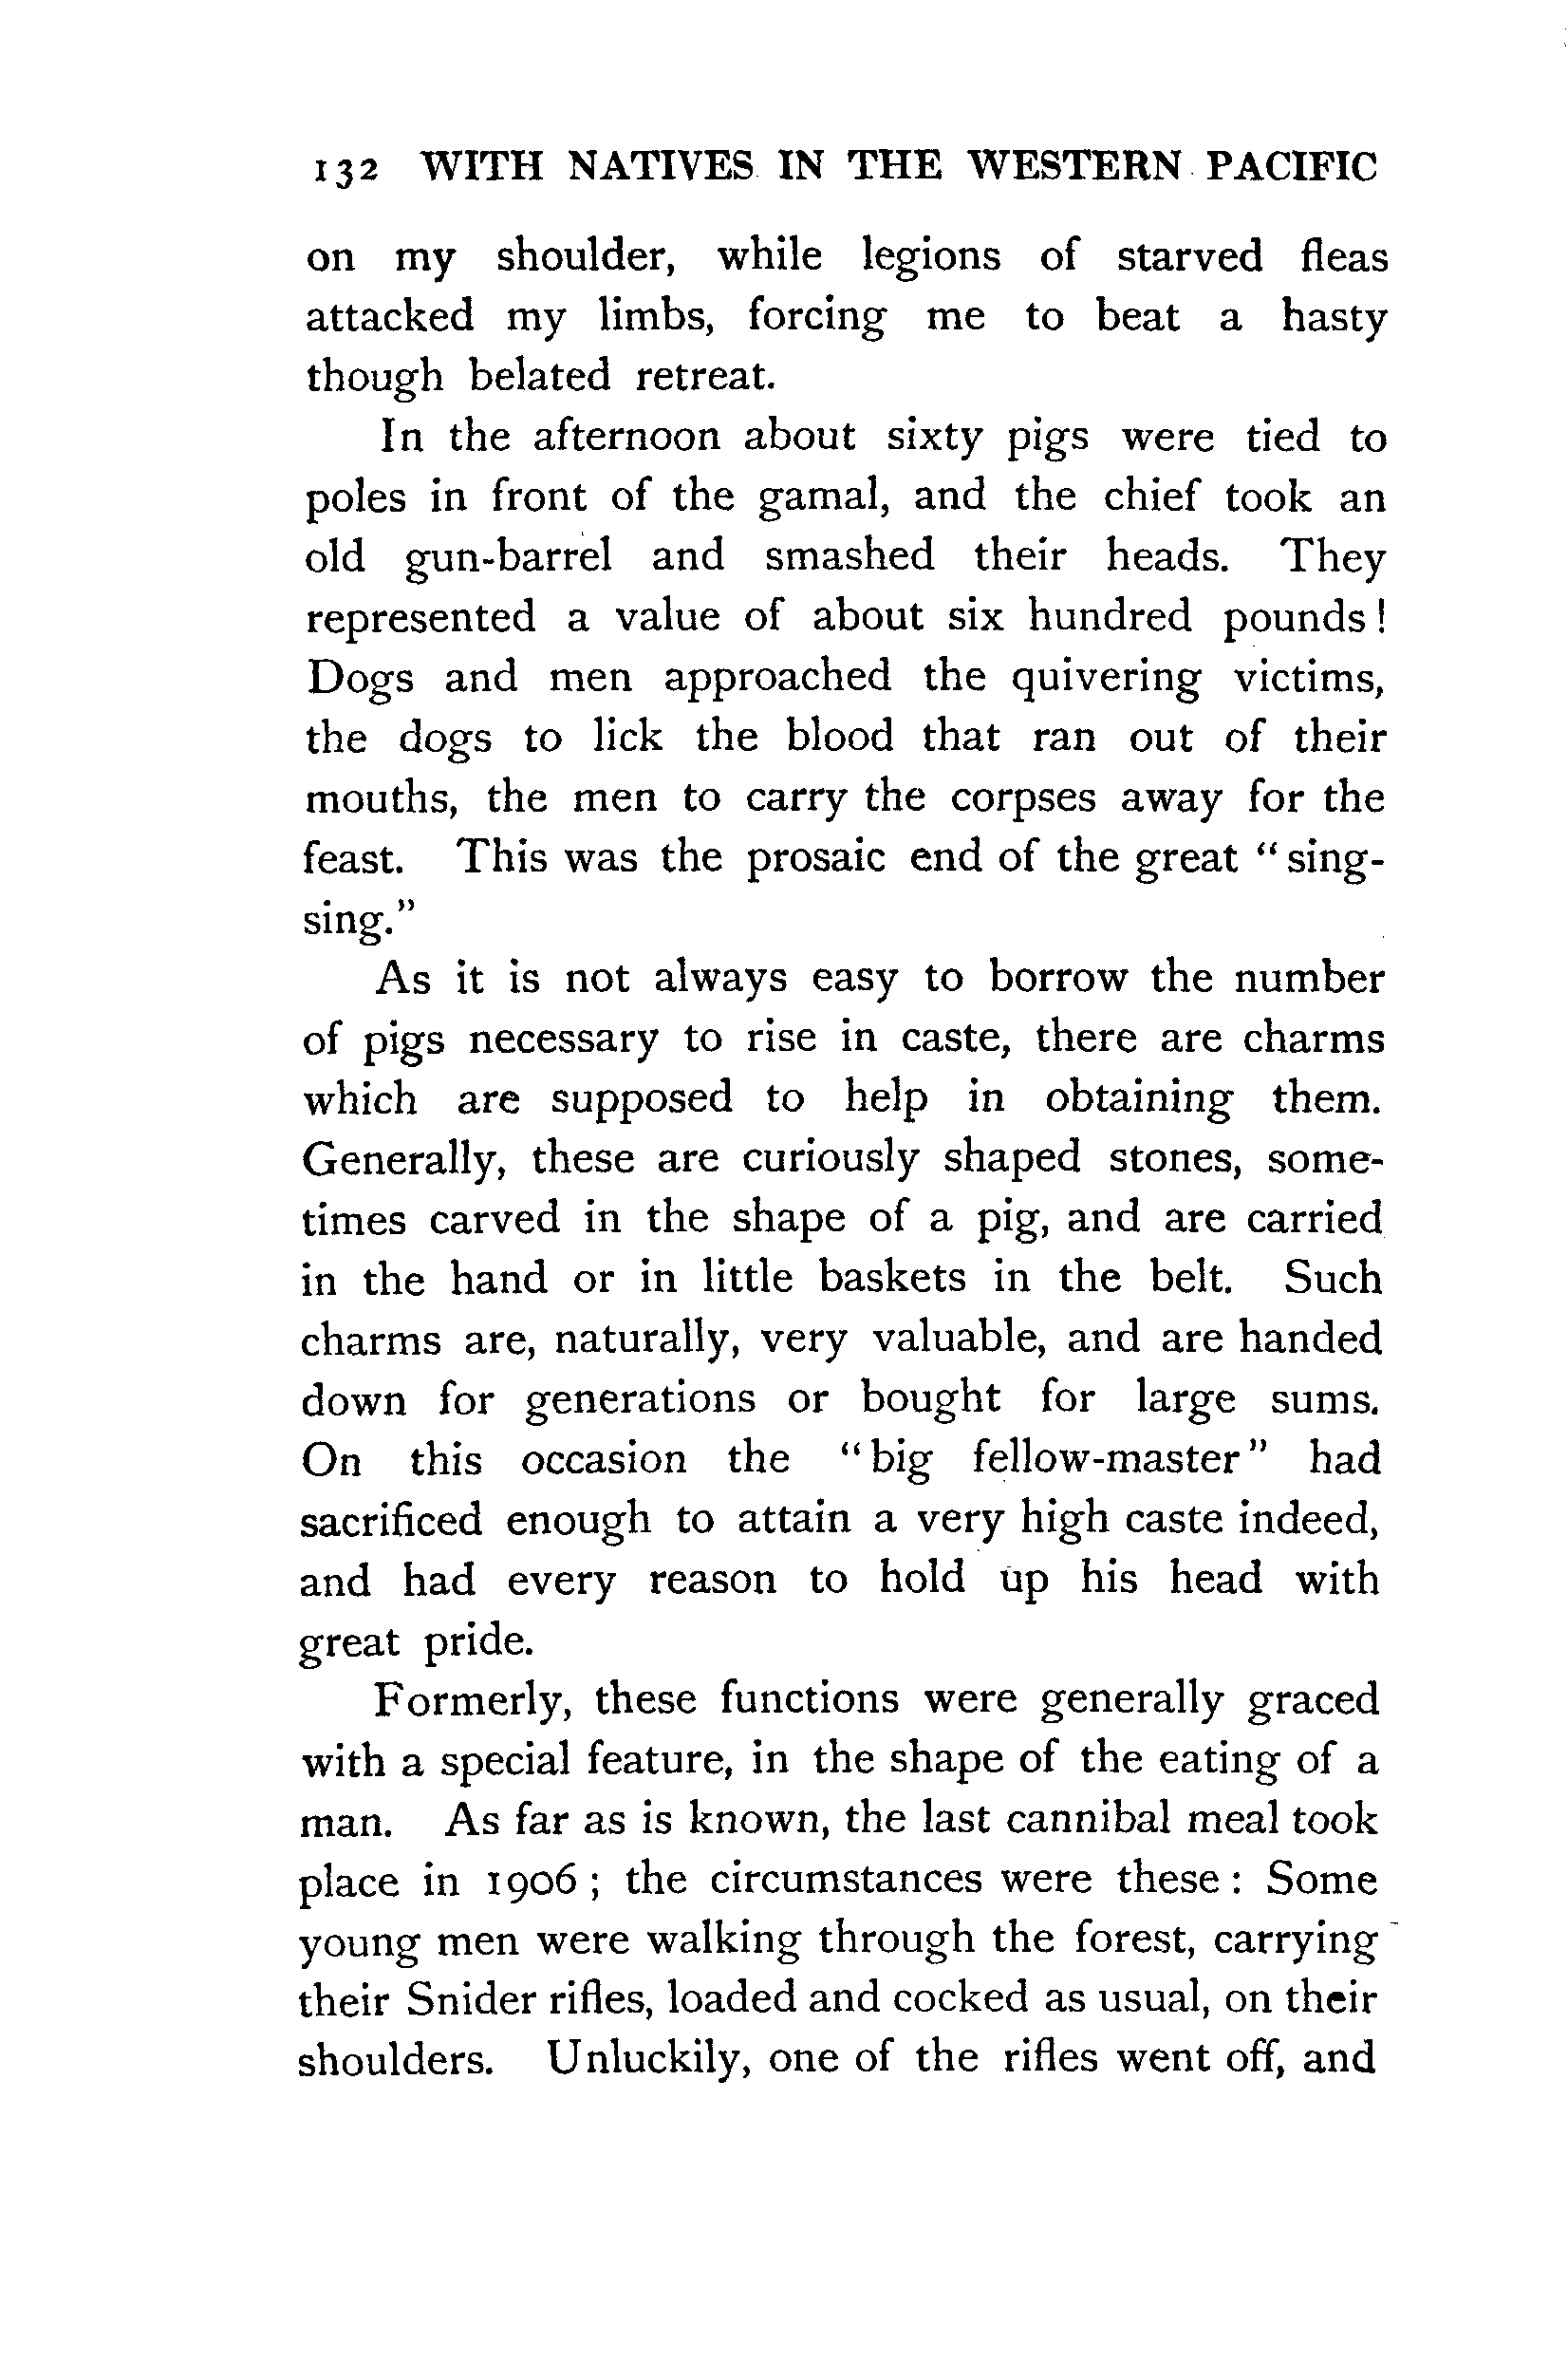 132 WITH NATIVES IN THE WESTERN PACIFIC
on my shoulder, while legions of starved fleas
attacked my limbs, forcing me to beat a hasty
though belated retreat.
In the afternoon about sixty pigs were tied to
poles in front of the gamal, and the chief took an
old gun-barrel and smashed their heads. They
represented a value of about six hundred pounds!
Dogs and men approached the quivering victims,
the dogs to lick the blood that ran out of their
mouths, the men to carry the corpses away for the
feast. This was the prosaic end of the great “sing-
sing.”
As it is not always easy to borrow the number
of pigs necessary to rise in caste, there are charms
which are supposed to help in obtaining them.
Generally, these are curiously shaped stones, some-
times carved in the shape of a pig, and are carried
in the hand or in little baskets in the belt. Such
charms are, naturally, very valuable, and are handed
down for generations or bought for large sums.
On this occasion the “big fellow-master” had
sacrificed enough to attain a very high caste indeed,
and had every reason to hold up his head with
great pride.
Formerly, these functions were generally graced
with a special feature, in the shape of the eating of a
man. As far as is known, the last cannibal meal took
place in 1906; the circumstances were these: Some
young men were walking through the forest, carrying
their Snider rifles, loaded and cocked as usual, on their
shoulders. Unluckily, one of the rifles went off, and